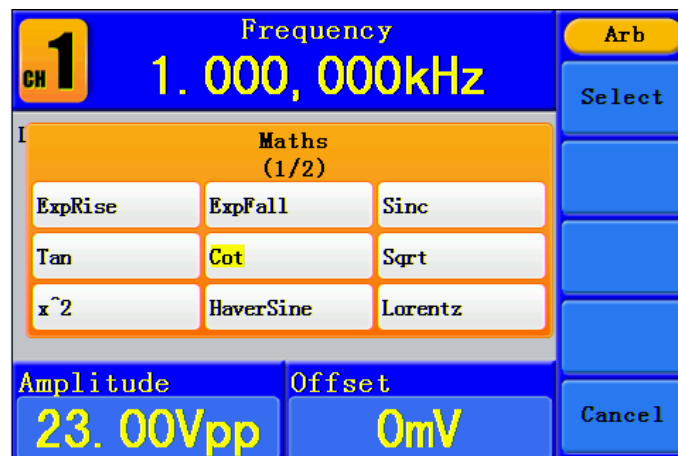 CH 1
Frequency
1.000,000kHz
Arb
Select
L
Maths
(1/2)
ExpRise ExpFall Sinc
Tan Cot Sqrt
x^2 HaverSine Lorentz
Amplitude Offset
23.00Vpp 0mV
Cancel